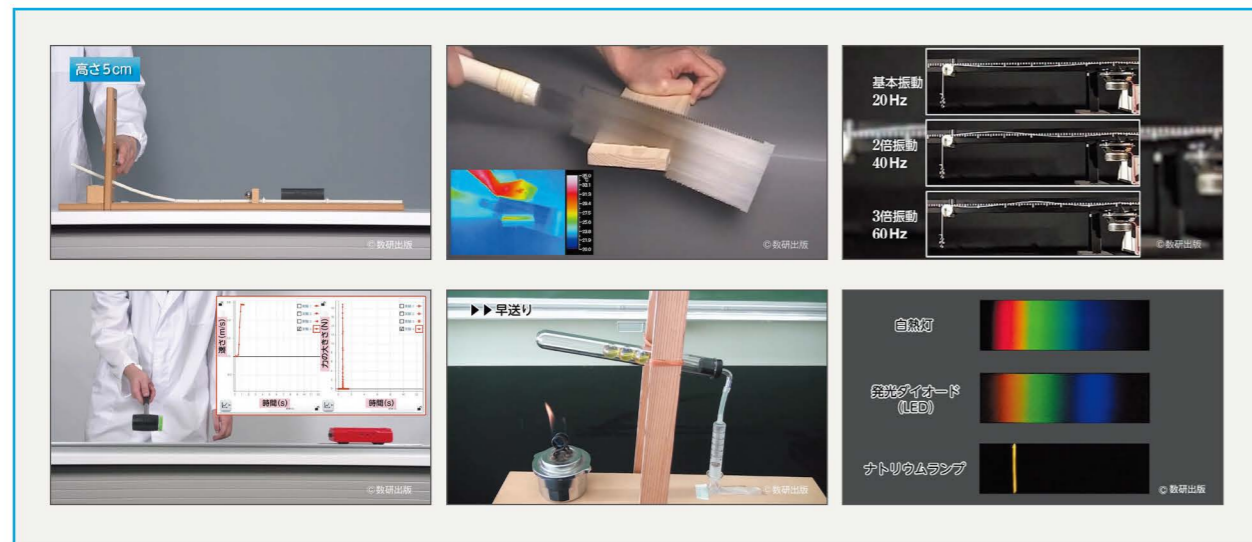 高さ5cm
©数研出版
©数研出版
基本振動
20Hz
2倍振動
40Hz
3倍振動
60Hz
©数研出版
速さ(m/s)
時間(s)
力の大きさ(N)
時間(s)
©数研出版
▶▶早送り
©数研出版
白熱灯
発光ダイオード
(LED)
ナトリウムランプ
©数研出版